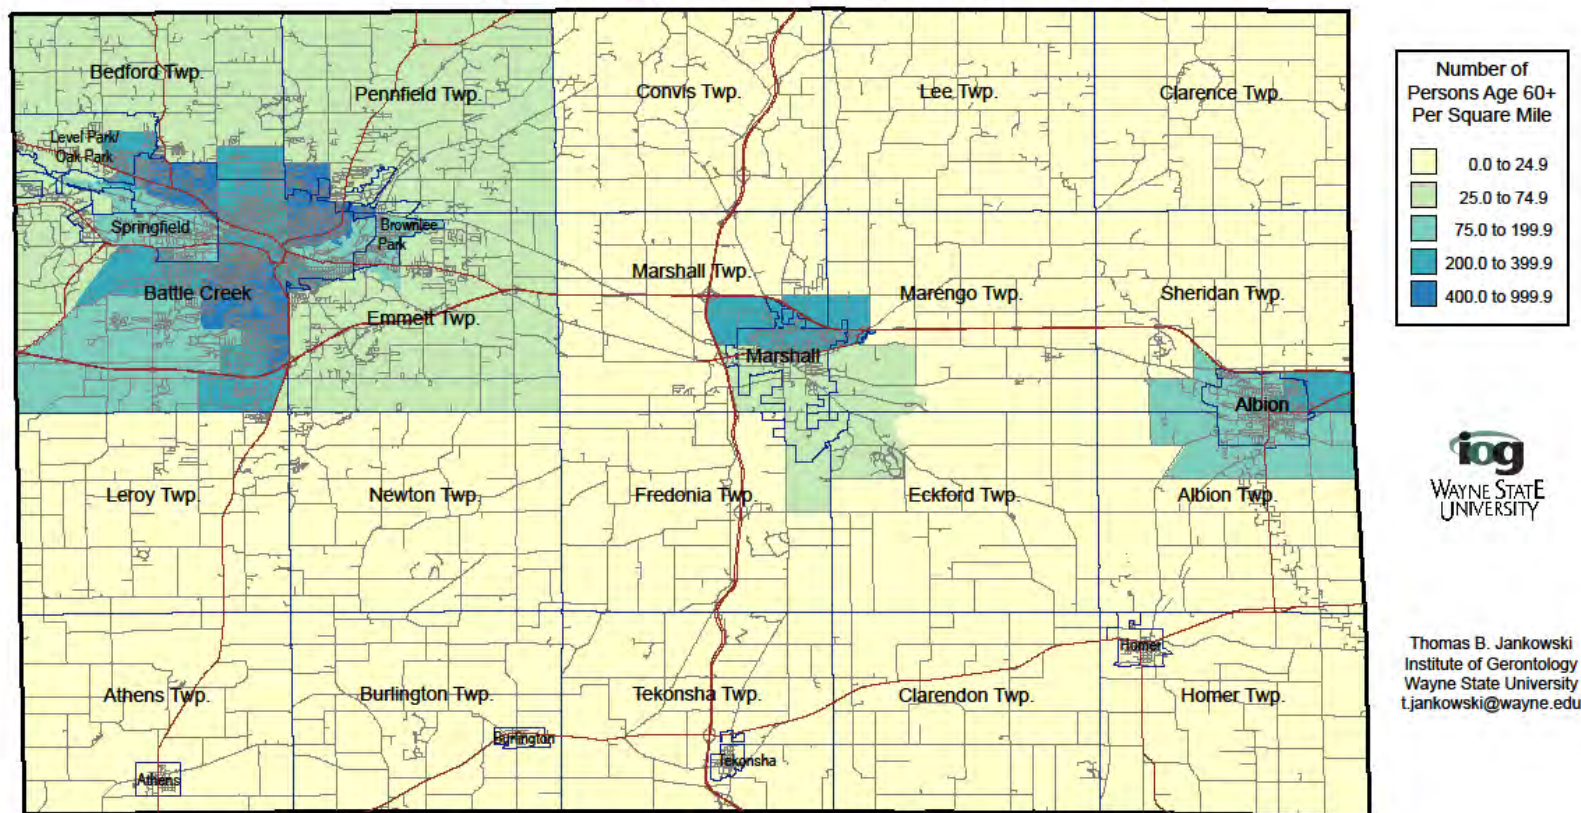 Bedford Twp.
Pennfield Twp.
Convis Twp.
Lee Twp.
Clarence Twp.
Level Park/
Oak Park
Springfield
Brownlee
Park
Battle Creek
Emmett Twp.
Marshall Twp.
Marengo Twp.
Sheridan Twp.
Marshall
Albion
Leroy Twp.
Newton Twp.
Fredonia Twp.
Eckford Twp.
Albion Twp.
Homer
Athens Twp.
Burlington Twp.
Tekonsha Twp.
Clarendon Twp.
Homer Twp.
Burlington
Tekonsha
Athens
Number of
Persons Age 60+
Per Square Mile
0.0 to 24.9
25.0 to 74.9
75.0 to 199.9
200.0 to 399.9
400.0 to 999.9
iog
WAYNE STATE
UNIVERSITY
Thomas B. Jankowski
Institute of Gerontology
Wayne State University
t.jankowski@wayne.edu